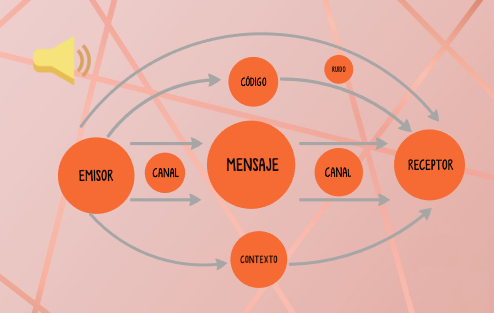 CÓDIGO
RUIDO
EMISOR
CANAL
MENSAJE
CANAL
RECEPTOR
CONTEXTO